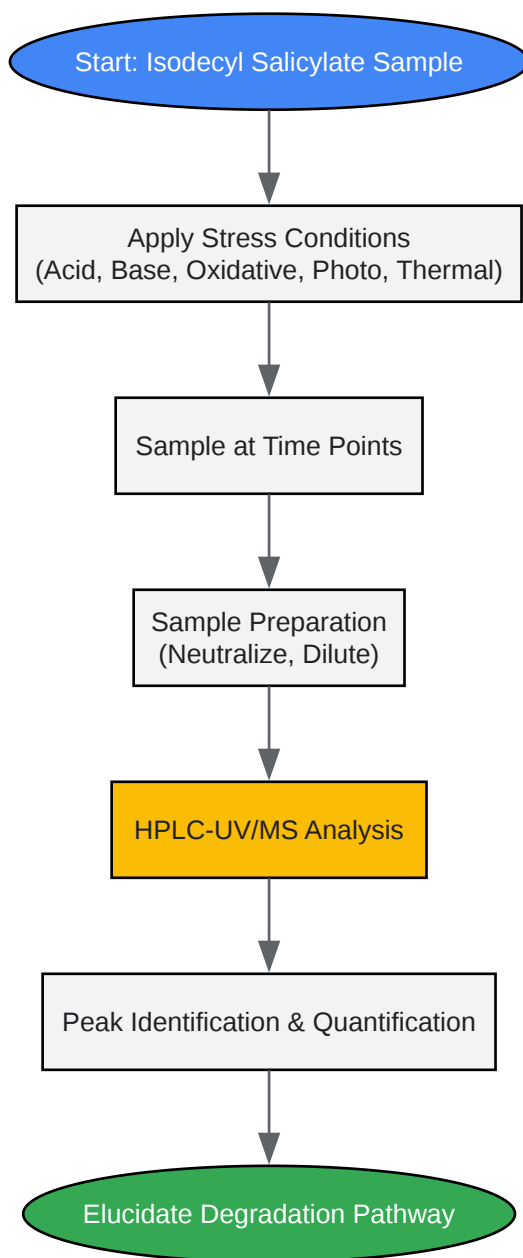 Start: Isodecyl Salicylate Sample
Apply Stress Conditions
(Acid, Base, Oxidative, Photo, Thermal)
Sample at Time Points
Sample Preparation
(Neutralize, Dilute)
HPLC-UV/MS Analysis
Peak Identification & Quantification
Elucidate Degradation Pathway